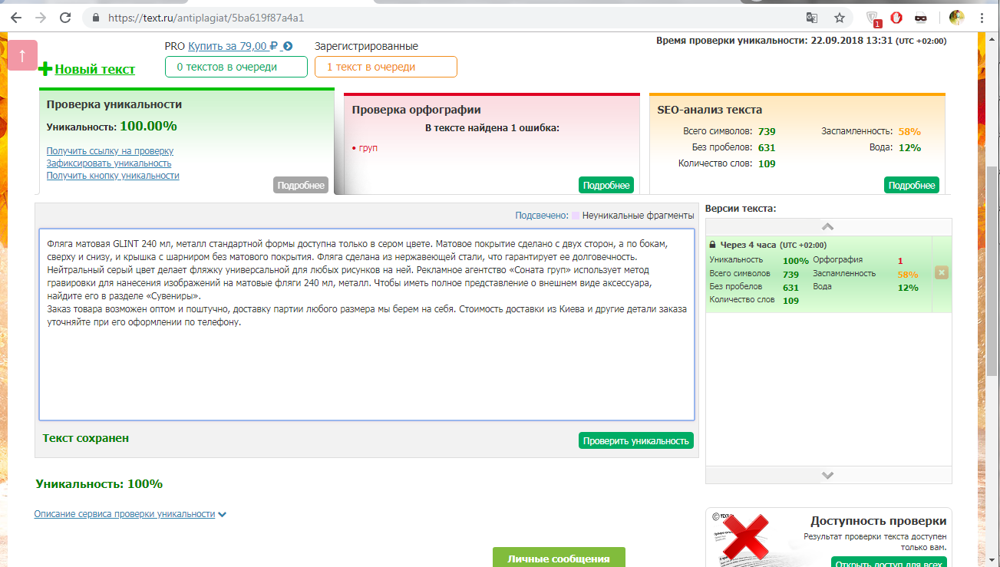 https://text.ru/antiplagiat/5ba619f87a4a1
1
Время проверки уникальности: 22.09.2018 13:31 (UTC +02:00)
PRO Купить за 79,00 ₽
Зарегистрированные
↑
Новый текст
0 текстов в очереди
1 текст в очереди
Проверка уникальности
Уникальность: 100.00%
Получить ссылку на проверку
Зафиксировать уникальность
Получить кнопку уникальности
Подробнее
Проверка орфографии
В тексте найдена 1 ошибка:
• груп
Подробнее
SEO-анализ текста
Всего символов: 739
Заспамленность: 58%
Без пробелов: 631
Вода: 12%
Количество слов: 109
Подробнее
Подсвечено: Неуникальные фрагменты
Фляга матовая GLINT 240 мл, металл стандартной формы доступна только в сером цвете. Матовое покрытие сделано с двух сторон, а по бокам,
сверху и снизу, и крышка с шарниром без матового покрытия. Фляга сделана из нержавеющей стали, что гарантирует ее долговечность.
Нейтральный серый цвет делает фляжку универсальной для любых рисунков на ней. Рекламное агентство «Соната груп» использует метод
гравировки для нанесения изображений на матовые фляги 240 мл, металл. Чтобы иметь полное представление о внешнем виде аксессуара,
найдите его в разделе «Сувениры».
Заказ товара возможен оптом и поштучно, доставку партии любого размера мы берем на себя. Стоимость доставки из Киева и другие детали заказа
уточняйте при его оформлении по телефону.
Текст сохранен
Проверить уникальность
Версии текста:
Через 4 часа (UTC +02:00)
Уникальность 100% Орфография 1
Всего символов 739 Заспамленность 58%
Без пробелов 631 Вода 12%
Количество слов 109
Уникальность: 100%
Описание сервиса проверки уникальности
Личные сообщения
Доступность проверки
Результат проверки текста доступен
только вам.
Открыть доступ для всех